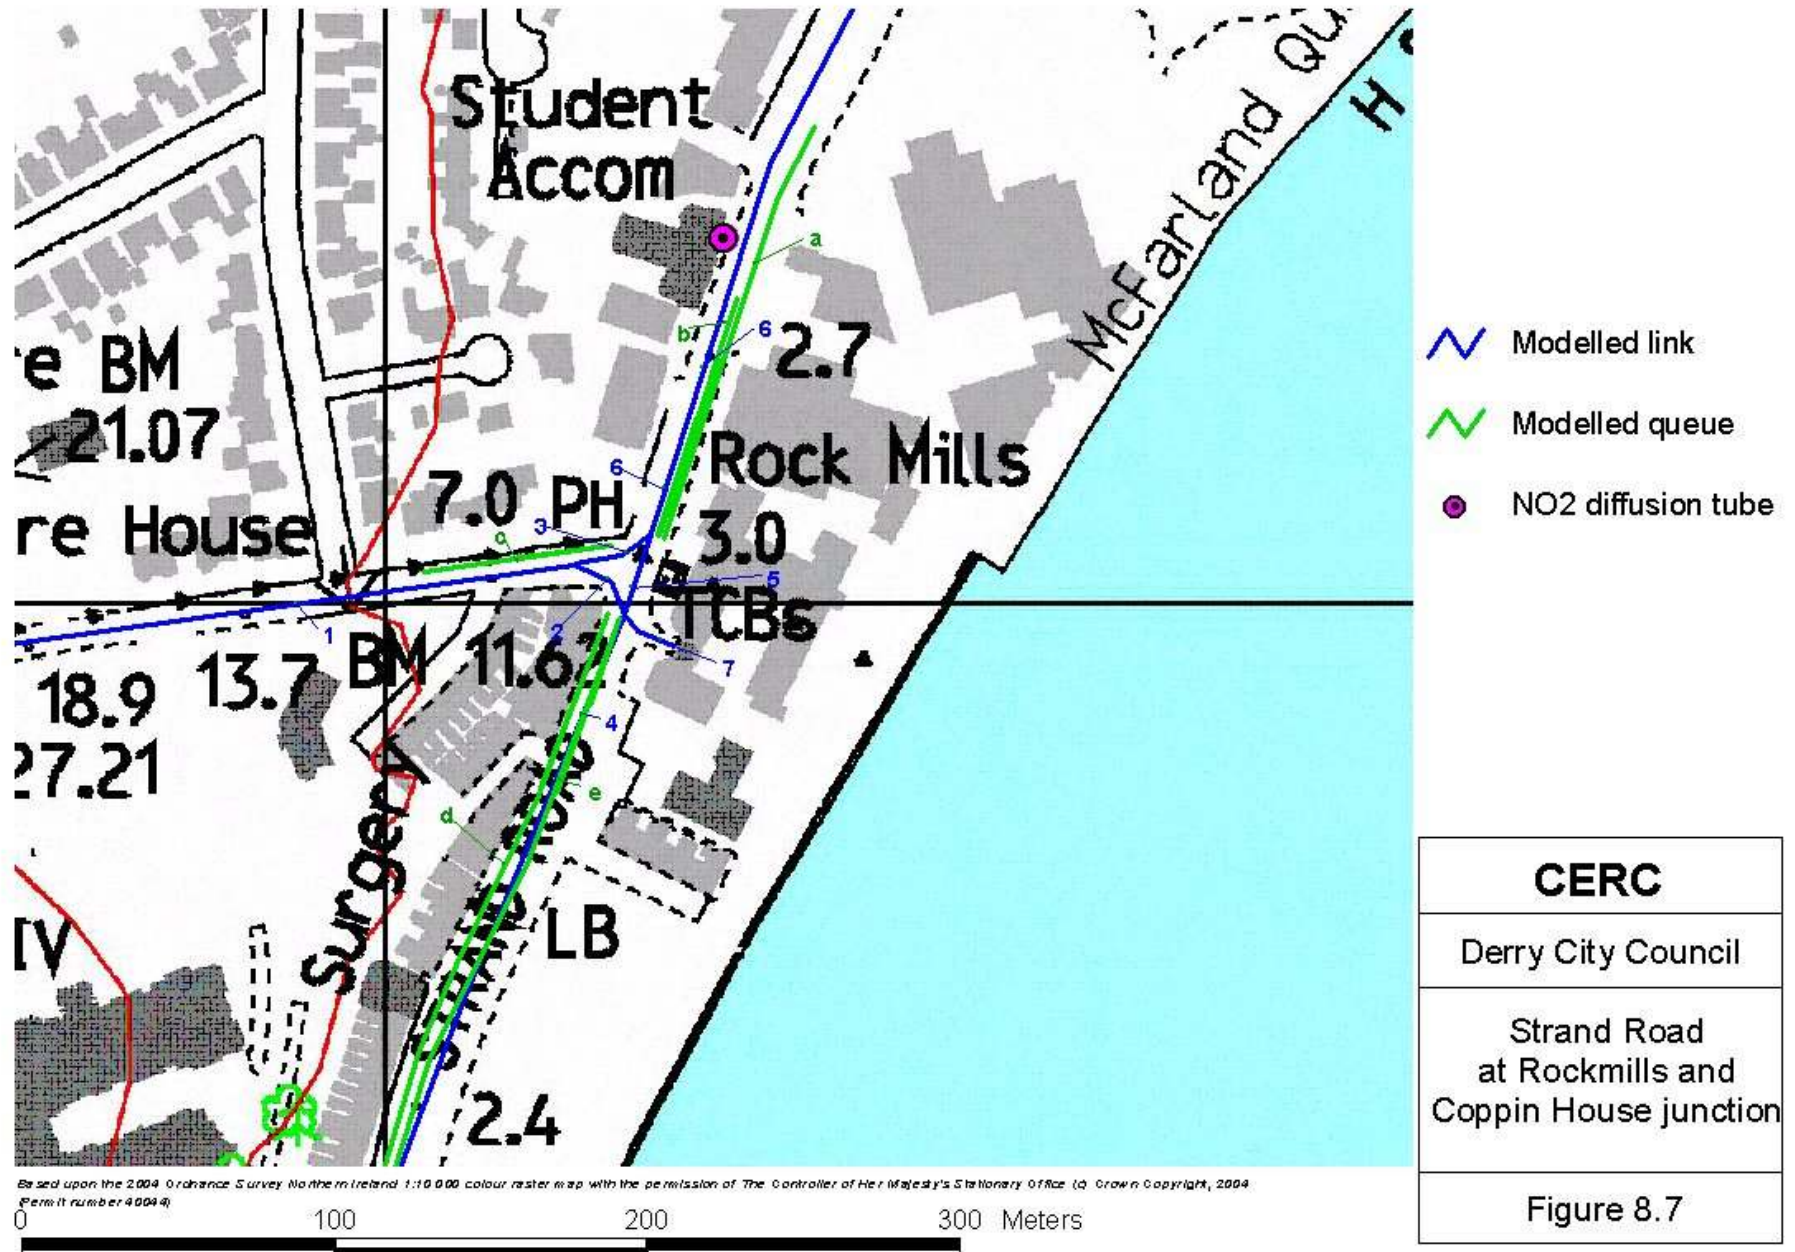 Student
Accom
McFarland Qu
H
a
b
6
2.7
e BM
21.07
Rock Mills
6
7.0 PH
3
c
re House
3.0
5
TCBs
1
2
BM
11.62
7
13.7
18.9
4
27.21
e
d
Surgery
STRAND ROAD
LB
IV
2.4
Modelled link
Modelled queue
NO2 diffusion tube
CERC
Derry City Council
Strand Road
at Rockmills and
Coppin House junction
Figure 8.7
Based upon the 2004 Ordnance Survey Northern Ireland 1:10 000 colour raster map with the permission of The Controller of Her Majesty's Stationary Office (c) Crown Copyright, 2004
(Permit number 40044)
0 100 200 300 Meters